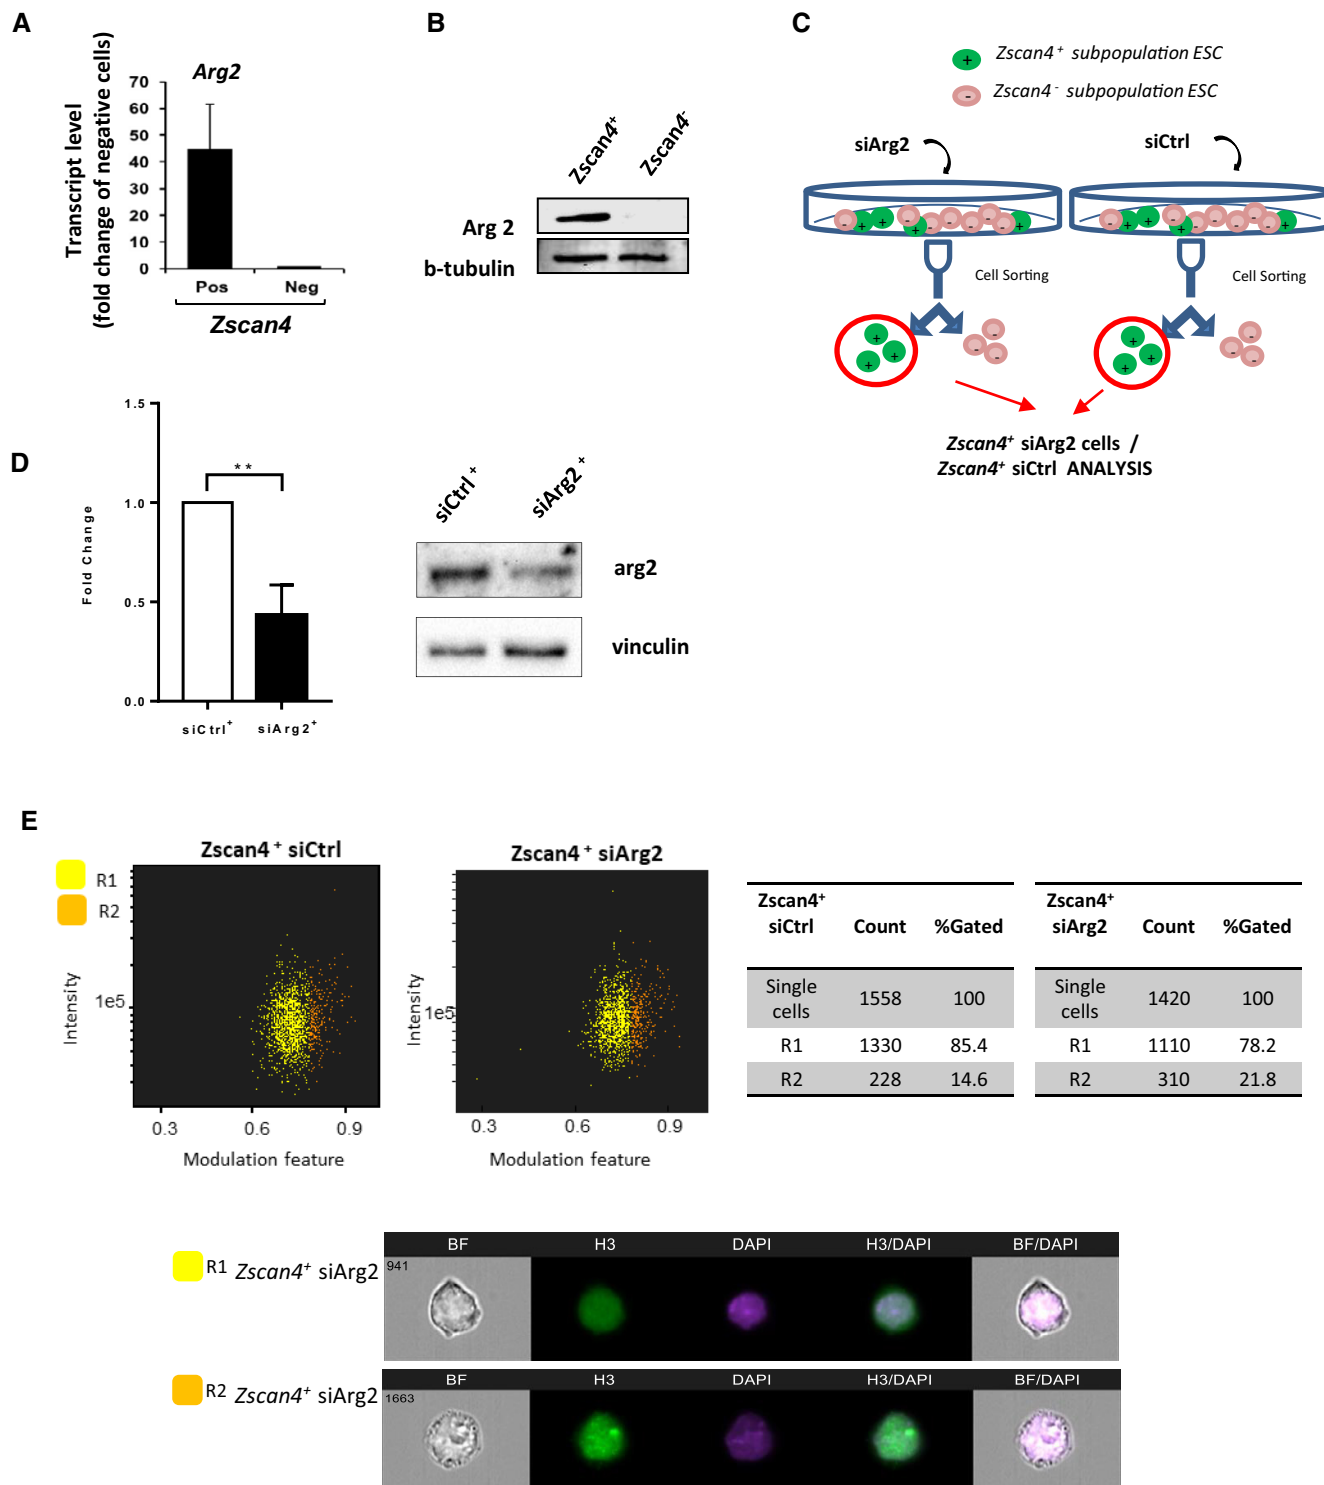 A
Arg2
Transcript level
(fold change of negative cells)
70
60
50
40
30
20
10
0
Pos Neg
Zscan4
B
Zscan4+ Zscan4-
Arg 2
b-tubulin
C
+ Zscan4+ subpopulation ESC
- Zscan4- subpopulation ESC
siArg2 siCtrl
Cell Sorting Cell Sorting
Zscan4+ siArg2 cells /
Zscan4+ siCtrl ANALYSIS
D
Fold Change
1.5
1.0
0.5
0.0
**
siCtrl+ siArg2+
siCtrl+ siArg2+
arg2
vinculin
E
R1
R2
Zscan4+ siCtrl
Intensity
1e5
0.3 0.6 0.9
Modulation feature
Zscan4+ siArg2
Intensity
1e5
0.3 0.6 0.9
Modulation feature
Zscan4+ siCtrl Count %Gated
Single cells 1558 100
R1 1330 85.4
R2 228 14.6
Zscan4+ siArg2 Count %Gated
Single cells 1420 100
R1 1110 78.2
R2 310 21.8
BF H3 DAPI H3/DAPI BF/DAPI
R1 Zscan4+ siArg2
941
BF H3 DAPI H3/DAPI BF/DAPI
R2 Zscan4+ siArg2
1663